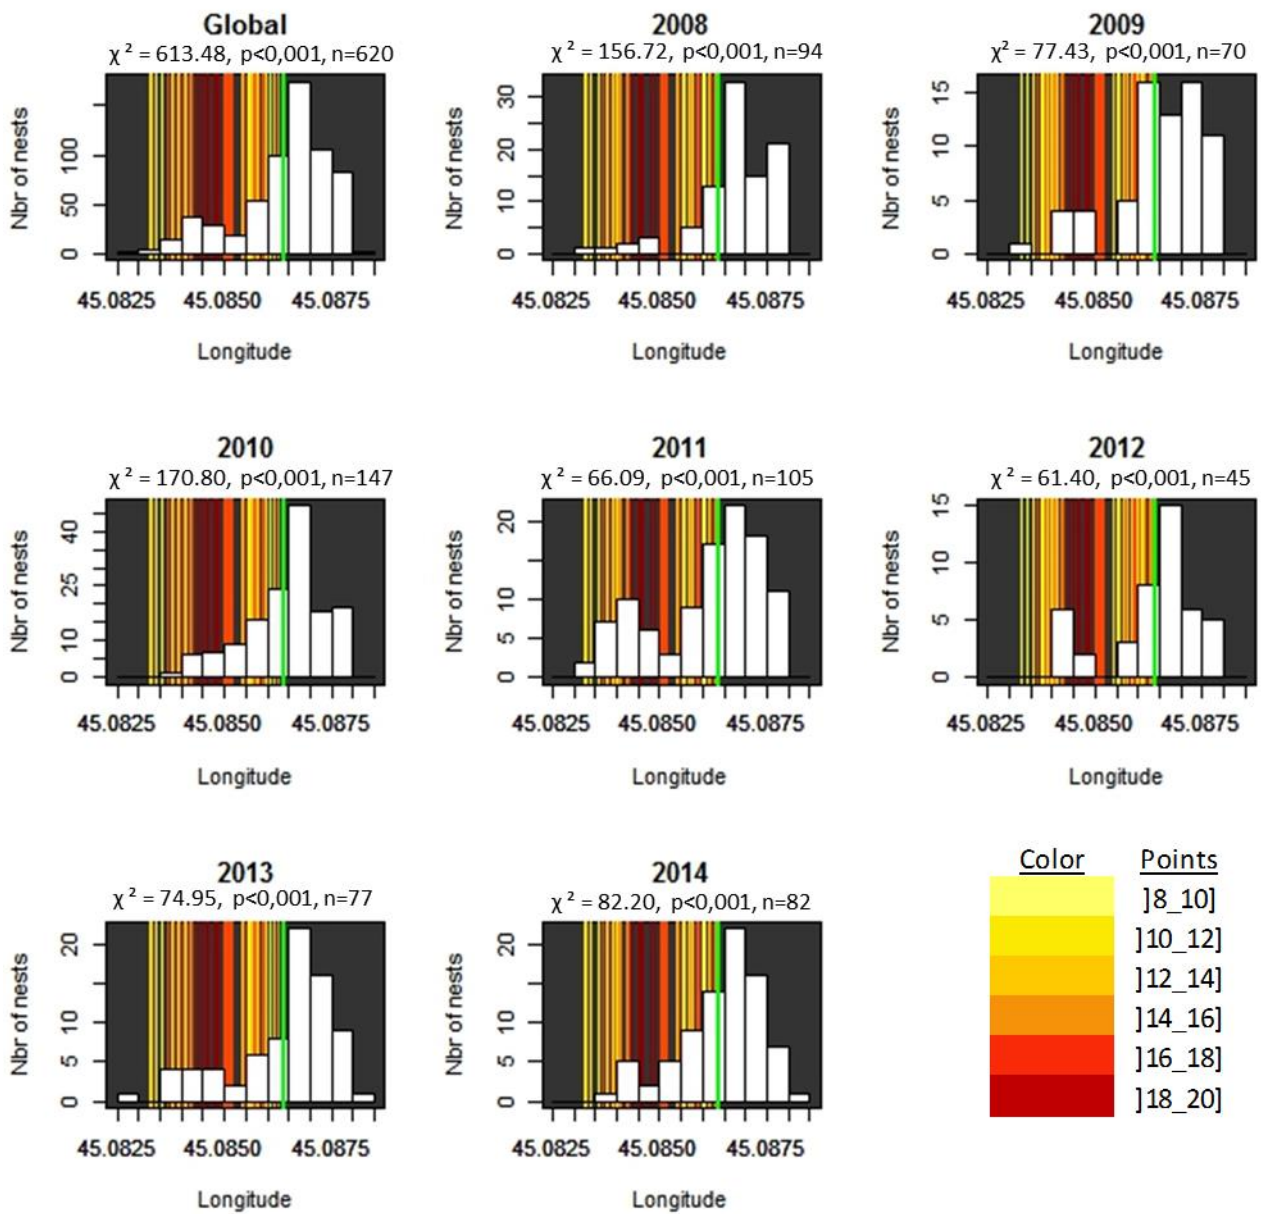 Global
χ² = 613.48, p<0,001, n=620
Nbr of nests
0 50 100
45.0825 45.0850 45.0875
Longitude
2008
χ² = 156.72, p<0,001, n=94
Nbr of nests
0 10 20 30
45.0825 45.0850 45.0875
Longitude
2009
χ² = 77.43, p<0,001, n=70
Nbr of nests
0 5 10 15
45.0825 45.0850 45.0875
Longitude
2010
χ² = 170.80, p<0,001, n=147
Nbr of nests
0 10 25 40
45.0825 45.0850 45.0875
Longitude
2011
χ² = 66.09, p<0,001, n=105
Nbr of nests
0 5 10 20
45.0825 45.0850 45.0875
Longitude
2012
χ² = 61.40, p<0,001, n=45
Nbr of nests
0 5 10 15
45.0825 45.0850 45.0875
Longitude
2013
χ² = 74.95, p<0,001, n=77
Nbr of nests
0 5 10 20
45.0825 45.0850 45.0875
Longitude
2014
χ² = 82.20, p<0,001, n=82
Nbr of nests
0 5 10 20
45.0825 45.0850 45.0875
Longitude
Color Points
]8_10]
]10_12]
]12_14]
]14_16]
]16_18]
]18_20]